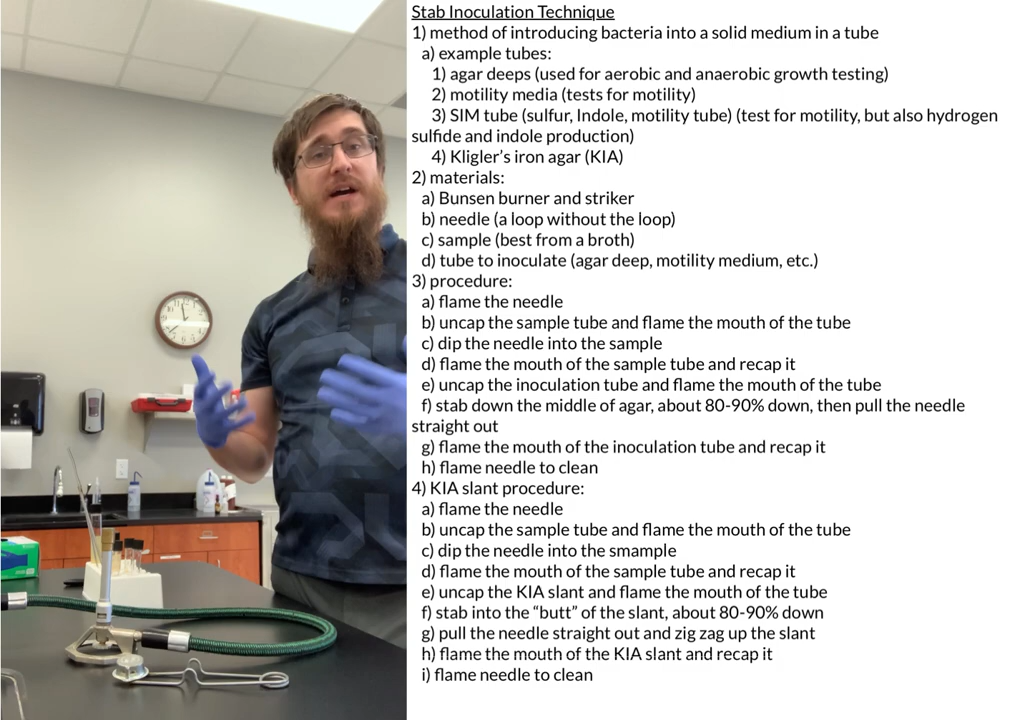 Stab Inoculation Technique
1) method of introducing bacteria into a solid medium in a tube
a) example tubes:
1) agar deeps (used for aerobic and anaerobic growth testing)
2) motility media (tests for motility)
3) SIM tube (sulfur, Indole, motility tube) (test for motility, but also hydrogen
sulfide and indole production)
4) Kligler's iron agar (KIA)
2) materials:
a) Bunsen burner and striker
b) needle (a loop without the loop)
c) sample (best from a broth)
d) tube to inoculate (agar deep, motility medium, etc.)
3) procedure:
a) flame the needle
b) uncap the sample tube and flame the mouth of the tube
c) dip the needle into the sample
d) flame the mouth of the sample tube and recap it
e) uncap the inoculation tube and flame the mouth of the tube
f) stab down the middle of agar, about 80-90% down, then pull the needle
straight out
g) flame the mouth of the inoculation tube and recap it
h) flame needle to clean
4) KIA slant procedure:
a) flame the needle
b) uncap the sample tube and flame the mouth of the tube
c) dip the needle into the smample
d) flame the mouth of the sample tube and recap it
e) uncap the KIA slant and flame the mouth of the tube
f) stab into the “butt” of the slant, about 80-90% down
g) pull the needle straight out and zig zag up the slant
h) flame the mouth of the KIA slant and recap it
i) flame needle to clean